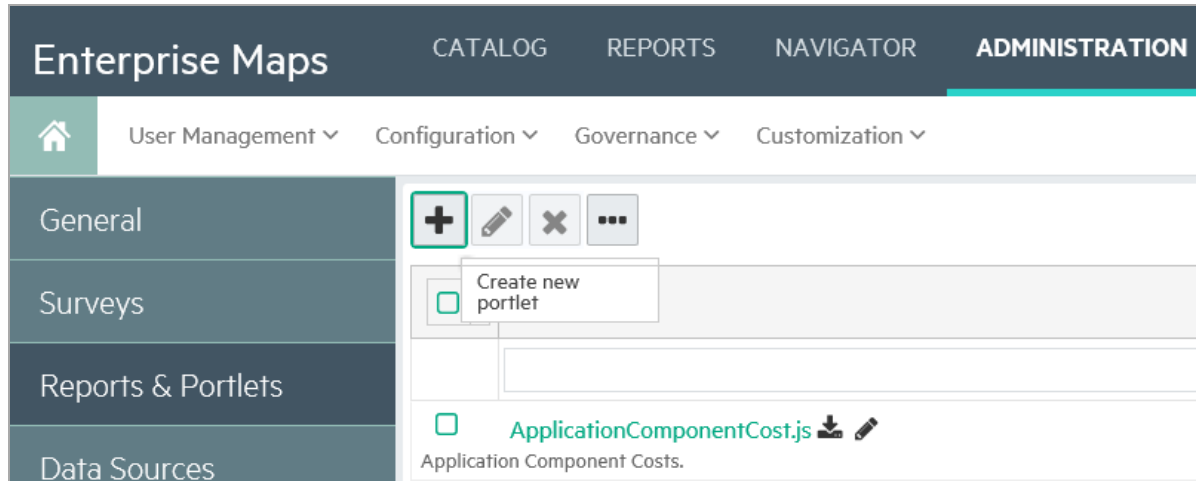 Enterprise Maps CATALOG REPORTS NAVIGATOR ADMINISTRATION
User Management Configuration Governance Customization
General
Surveys
Reports & Portlets
Data Sources
Create new
portlet
ApplicationComponentCost.js
Application Component Costs.